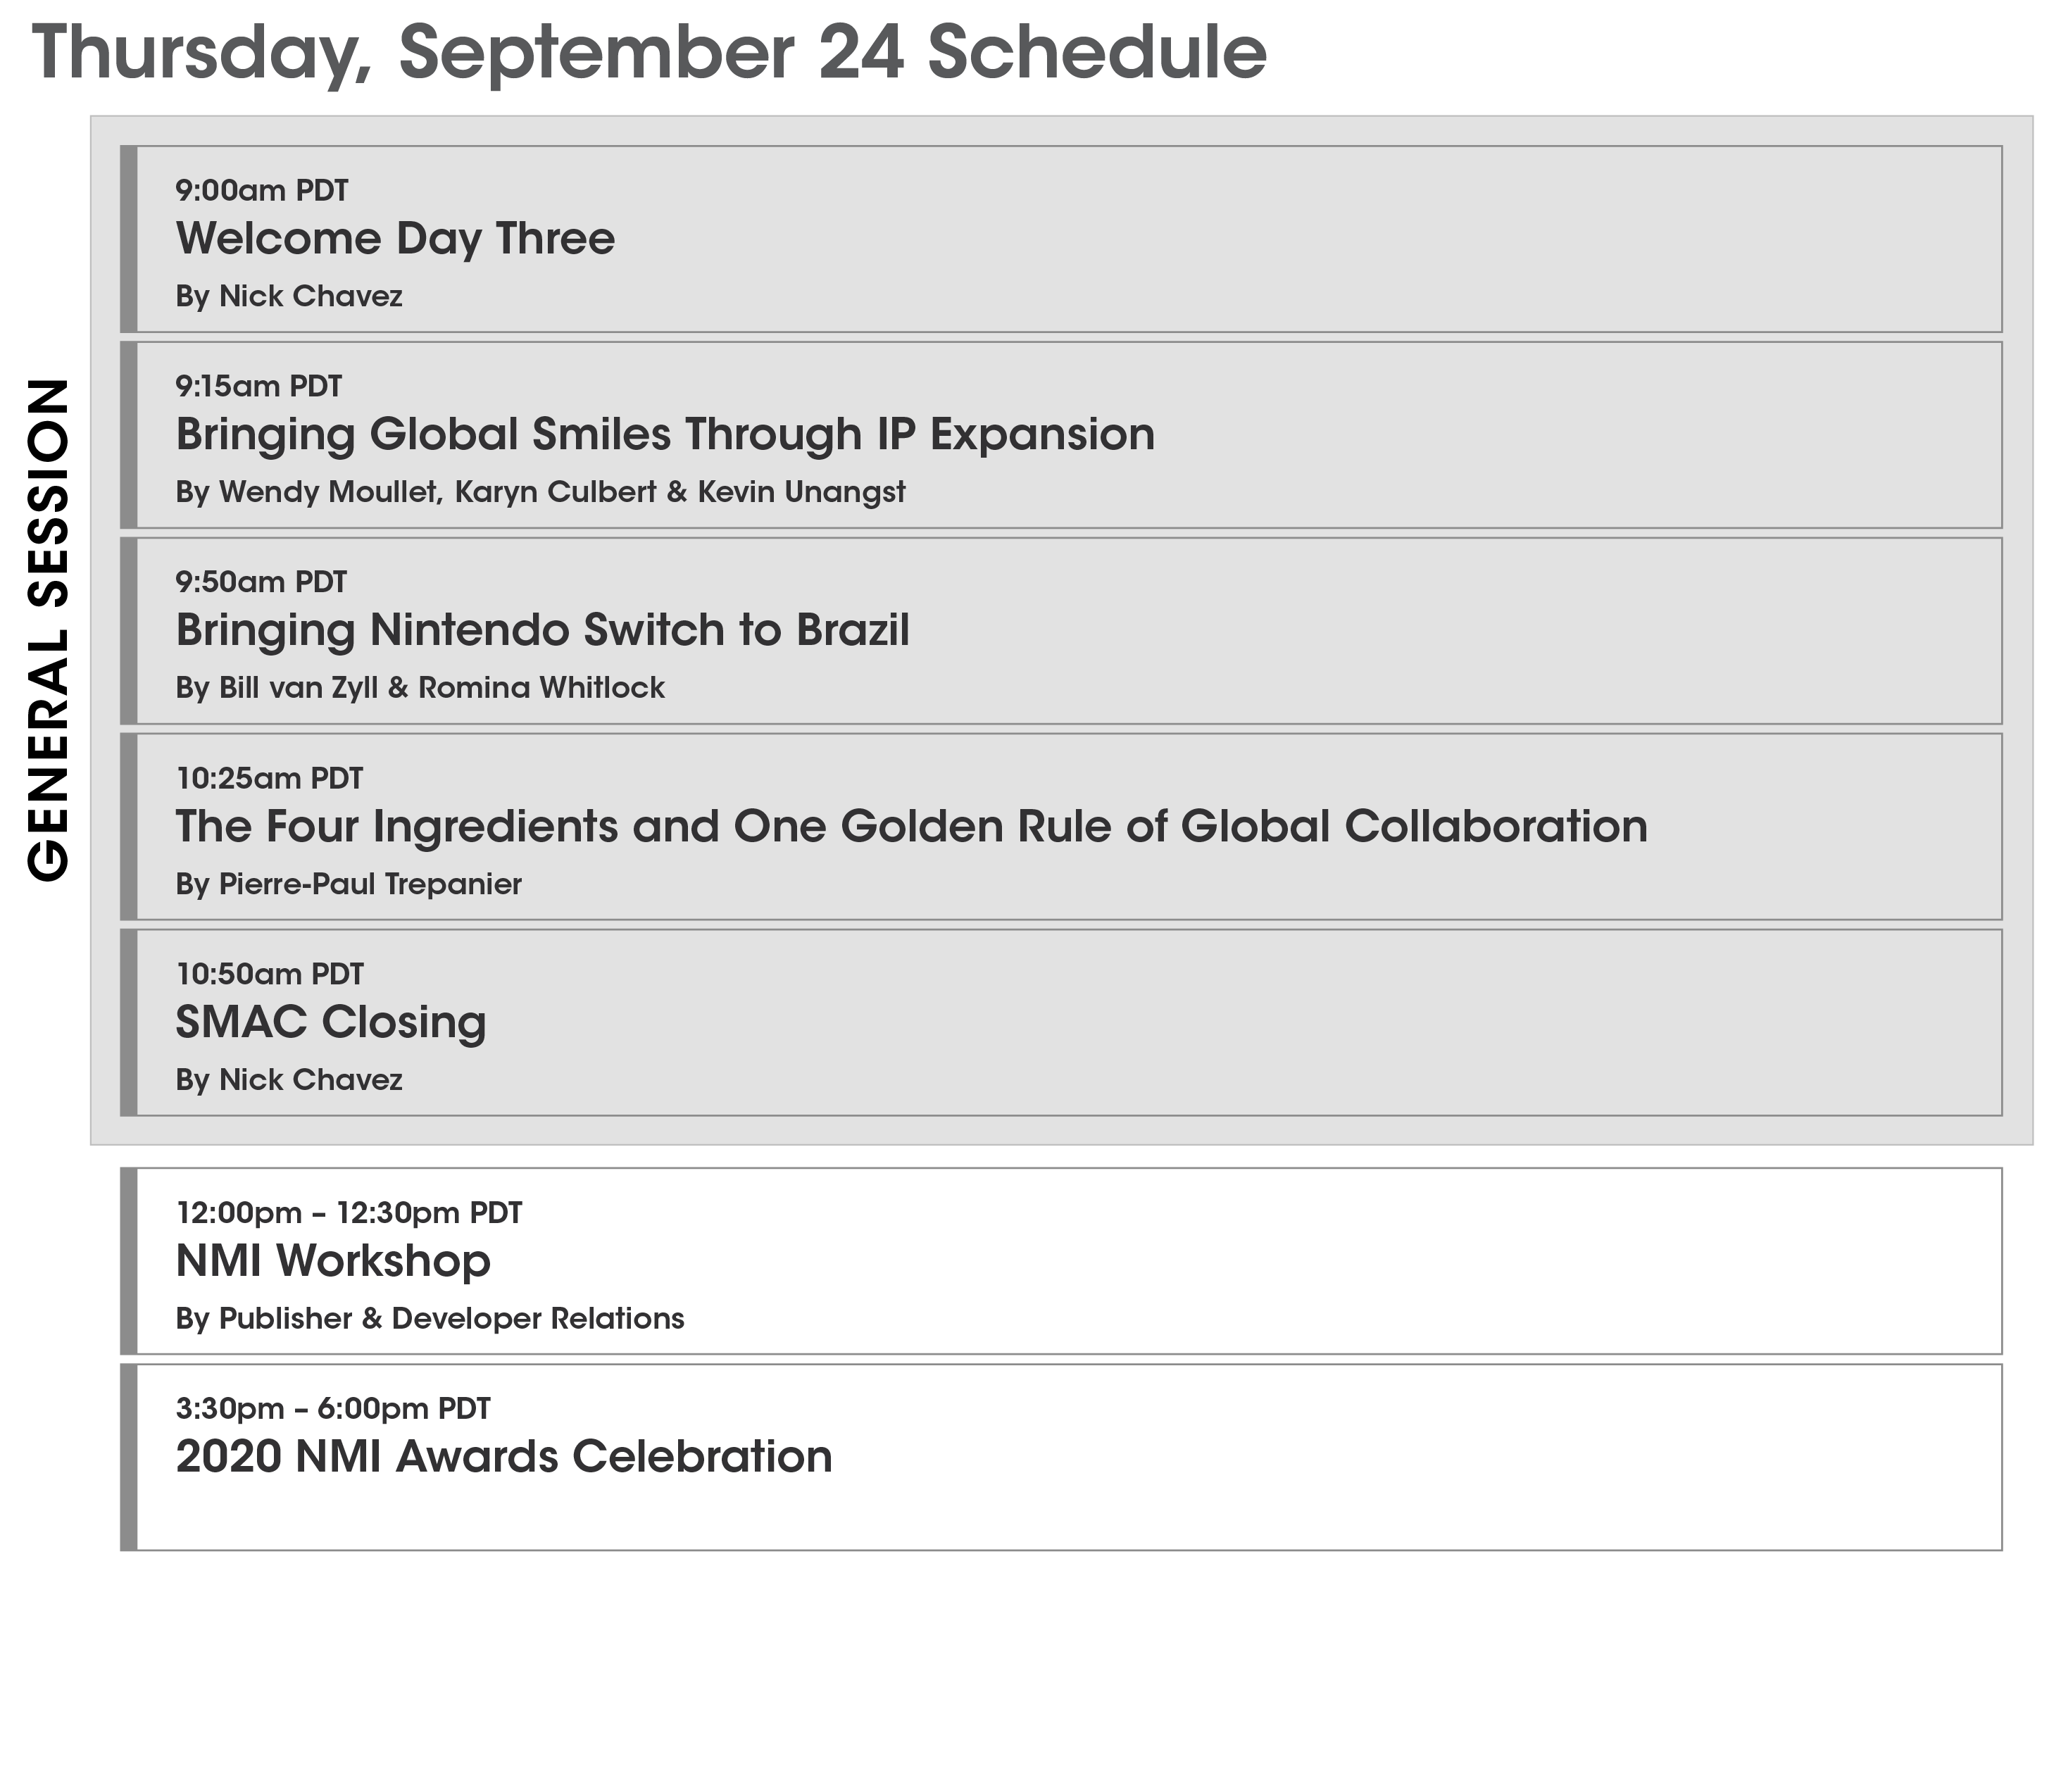 Thursday, September 24 Schedule
GENERAL SESSION
9:00am PDT
Welcome Day Three
By Nick Chavez
9:15am PDT
Bringing Global Smiles Through IP Expansion
By Wendy Moullet, Karyn Culbert & Kevin Unangst
9:50am PDT
Bringing Nintendo Switch to Brazil
By Bill van Zyll & Romina Whitlock
10:25am PDT
The Four Ingredients and One Golden Rule of Global Collaboration
By Pierre-Paul Trepanier
10:50am PDT
SMAC Closing
By Nick Chavez
12:00pm – 12:30pm PDT
NMI Workshop
By Publisher & Developer Relations
3:30pm – 6:00pm PDT
2020 NMI Awards Celebration